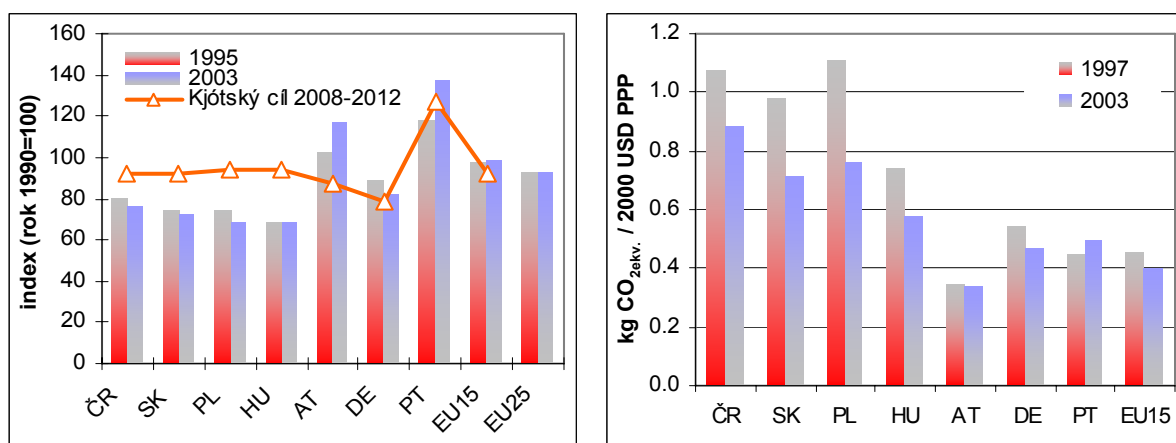 160
140
120
100
80
60
40
20
0
index (rok 1990=100)
1995
2003
Kjótský cíl 2008-2012
ČR
SK
PL
HU
AT
DE
PT
EU15
EU25
1.2
1.0
0.8
0.6
0.4
0.2
0.0
kg CO2ekv. / 2000 USD PPP
1997
2003
ČR
SK
PL
HU
AT
DE
PT
EU15